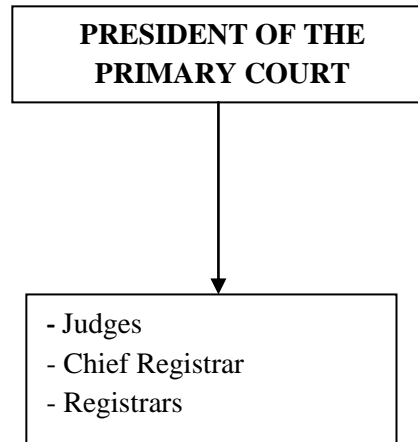 PRESIDENT OF THE
PRIMARY COURT
- Judges
- Chief Registrar
- Registrars